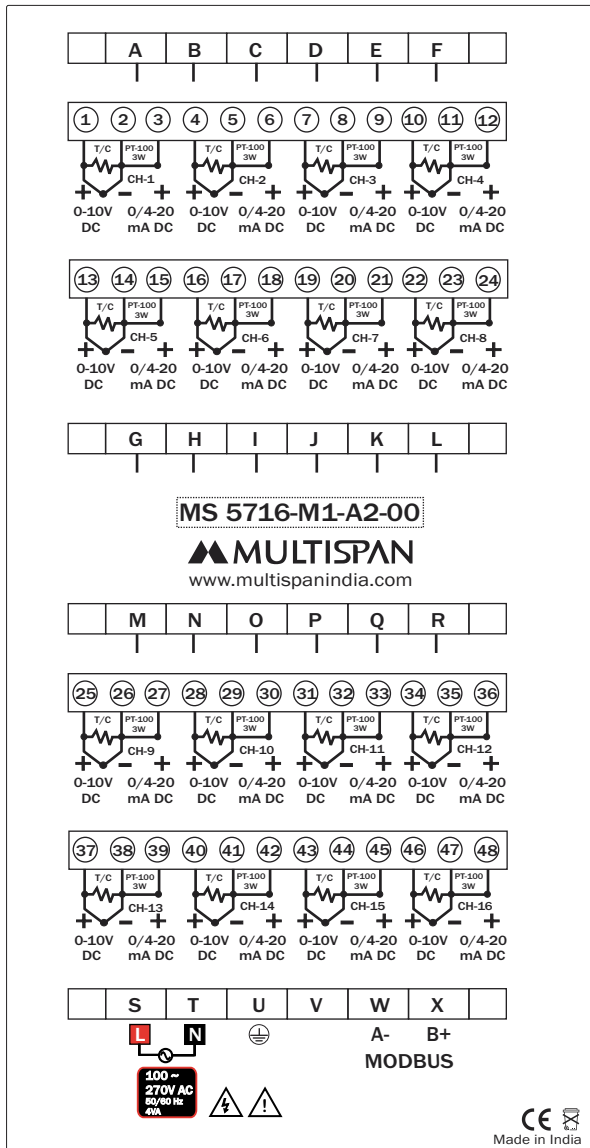 A B C D E F
1 2 3 4 5 6 7 8 9 10 11 12
T/C PT-100 T/C PT-100 T/C PT-100 T/C PT-100
3W 3W 3W 3W
CH-1 CH-2 CH-3 CH-4
+ - + + - + + - + + - +
0-10V 0/4-20 0-10V 0/4-20 0-10V 0/4-20 0-10V 0/4-20
DC mA DC DC mA DC DC mA DC DC mA DC
13 14 15 16 17 18 19 20 21 22 23 24
T/C PT-100 T/C PT-100 T/C PT-100 T/C PT-100
3W 3W 3W 3W
CH-5 CH-6 CH-7 CH-8
+ - + + - + + - + + - +
0-10V 0/4-20 0-10V 0/4-20 0-10V 0/4-20 0-10V 0/4-20
DC mA DC DC mA DC DC mA DC DC mA DC
G H I J K L
MS 5716-M1-A2-00
MULTISPAN
www.multispanindia.com
M N O P Q R
25 26 27 28 29 30 31 32 33 34 35 36
T/C PT-100 T/C PT-100 T/C PT-100 T/C PT-100
3W 3W 3W 3W
CH-9 CH-10 CH-11 CH-12
+ - + + - + + - + + - +
0-10V 0/4-20 0-10V 0/4-20 0-10V 0/4-20 0-10V 0/4-20
DC mA DC DC mA DC DC mA DC DC mA DC
37 38 39 40 41 42 43 44 45 46 47 48
T/C PT-100 T/C PT-100 T/C PT-100 T/C PT-100
3W 3W 3W 3W
CH-13 CH-14 CH-15 CH-16
+ - + + - + + - + + - +
0-10V 0/4-20 0-10V 0/4-20 0-10V 0/4-20 0-10V 0/4-20
DC mA DC DC mA DC DC mA DC DC mA DC
S T U V W X
L N A- B+
MODBUS
100 ~
270V AC
50/60 Hz
4VA
CE
Made in India